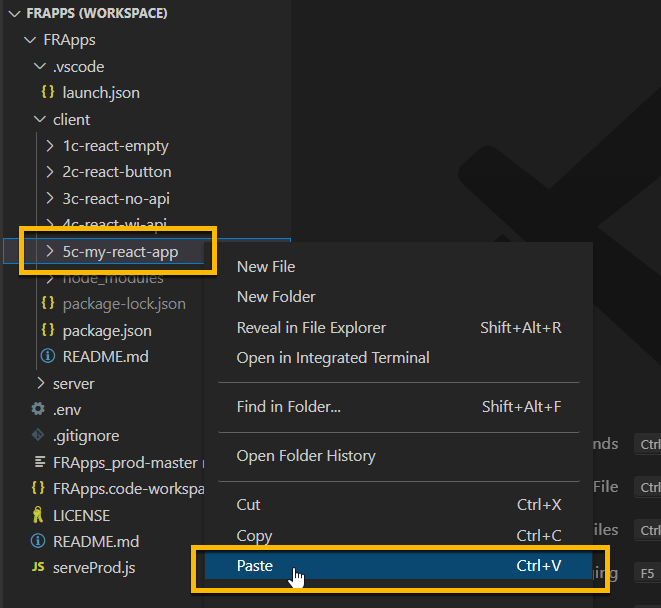 FRAPPS (WORKSPACE)
FRApps
.vscode
launch.json
client
1c-react-empty
2c-react-button
3c-react-no-api
4c-react-wi-api
5c-my-react-app
node_modules
package-lock.json
package.json
README.md
server
.env
.gitignore
FRApps_prod-master
FRApps.code-workspa
LICENSE
README.md
JS serveProd.js
New File
New Folder
Reveal in File Explorer Shift+Alt+R
Open in Integrated Terminal
Find in Folder... Shift+Alt+F
Open Folder History
Cut Ctrl+X
Copy Ctrl+C
Paste Ctrl+V
nds Ctrl
File Ctrl
iles Ctrl
ing F5